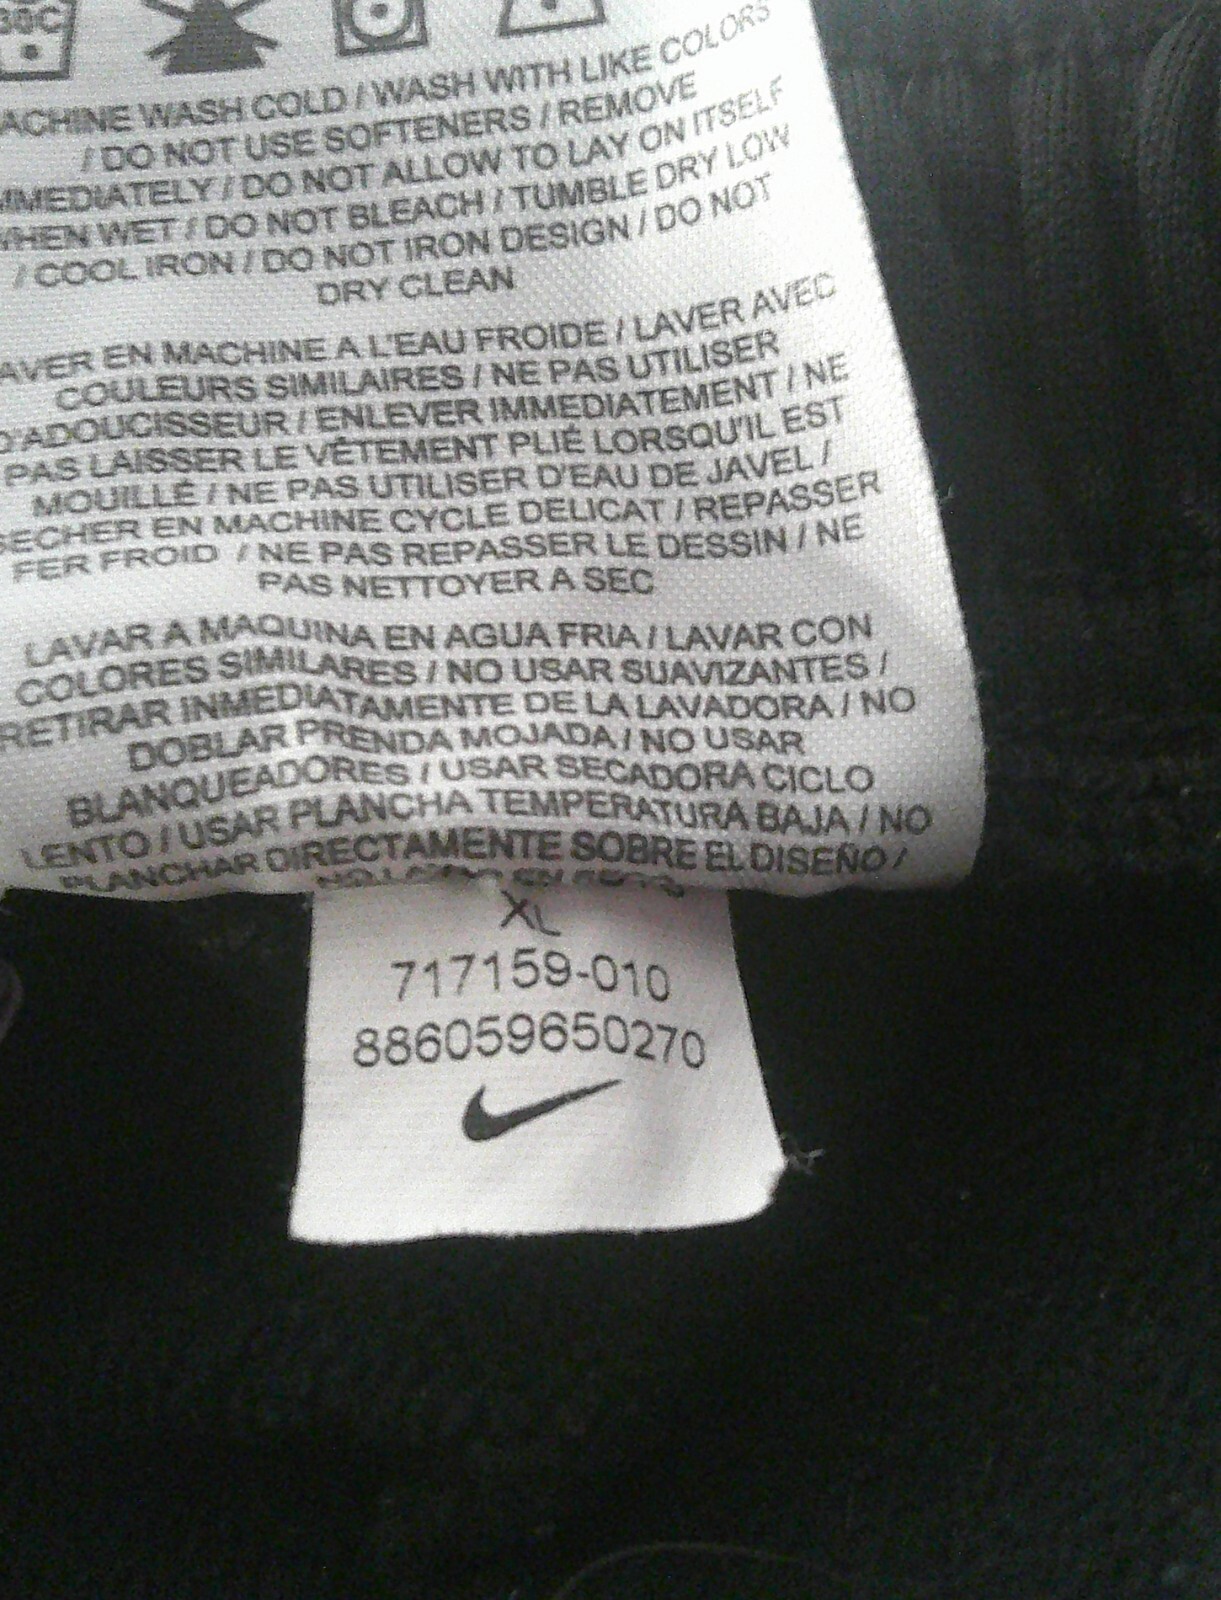 30C
MACHINE WASH COLD / WASH WITH LIKE COLORS
/ DO NOT USE SOFTENERS / REMOVE
IMMEDIATELY / DO NOT ALLOW TO LAY ON ITSELF
WHEN WET / DO NOT BLEACH / TUMBLE DRY LOW
/ COOL IRON / DO NOT IRON DESIGN / DO NOT
DRY CLEAN
LAVER EN MACHINE A L'EAU FROIDE / LAVER AVEC
COULEURS SIMILAIRES / NE PAS UTILISER
D'ADOUCISSEUR / ENLEVER IMMEDIATEMENT / NE
PAS LAISSER LE VÊTEMENT PLIÉ LORSQU'IL EST
MOUILLÉ / NE PAS UTILISER D'EAU DE JAVEL /
SECHER EN MACHINE CYCLE DELICAT / REPASSER
FER FROID / NE PAS REPASSER LE DESSIN / NE
PAS NETTOYER A SEC
LAVAR A MAQUINA EN AGUA FRIA / LAVAR CON
COLORES SIMILARES / NO USAR SUAVIZANTES /
RETIRAR INMEDIATAMENTE DE LA LAVADORA / NO
DOBLAR PRENDA MOJADA / NO USAR
BLANQUEADORES / USAR SECADORA CICLO
LENTO / USAR PLANCHA TEMPERATURA BAJA / NO
PLANCHAR DIRECTAMENTE SOBRE EL DISEÑO /
XL
717159-010
886059650270